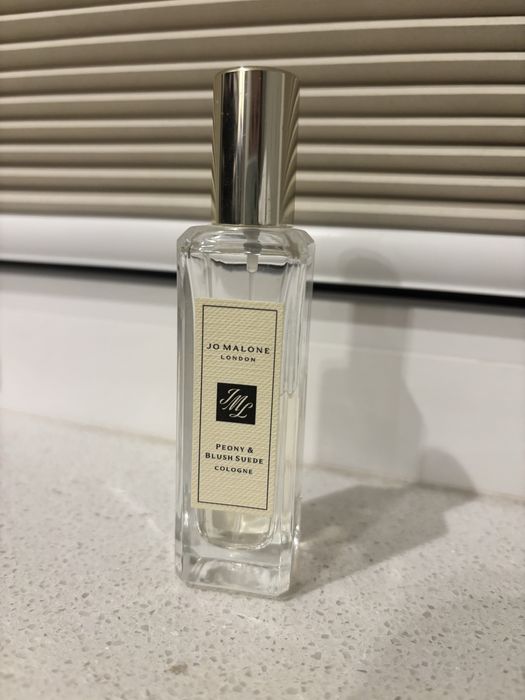 JO MALONE
LONDON
JML
PEONY &
BLUSH SUEDE
COLOGNE